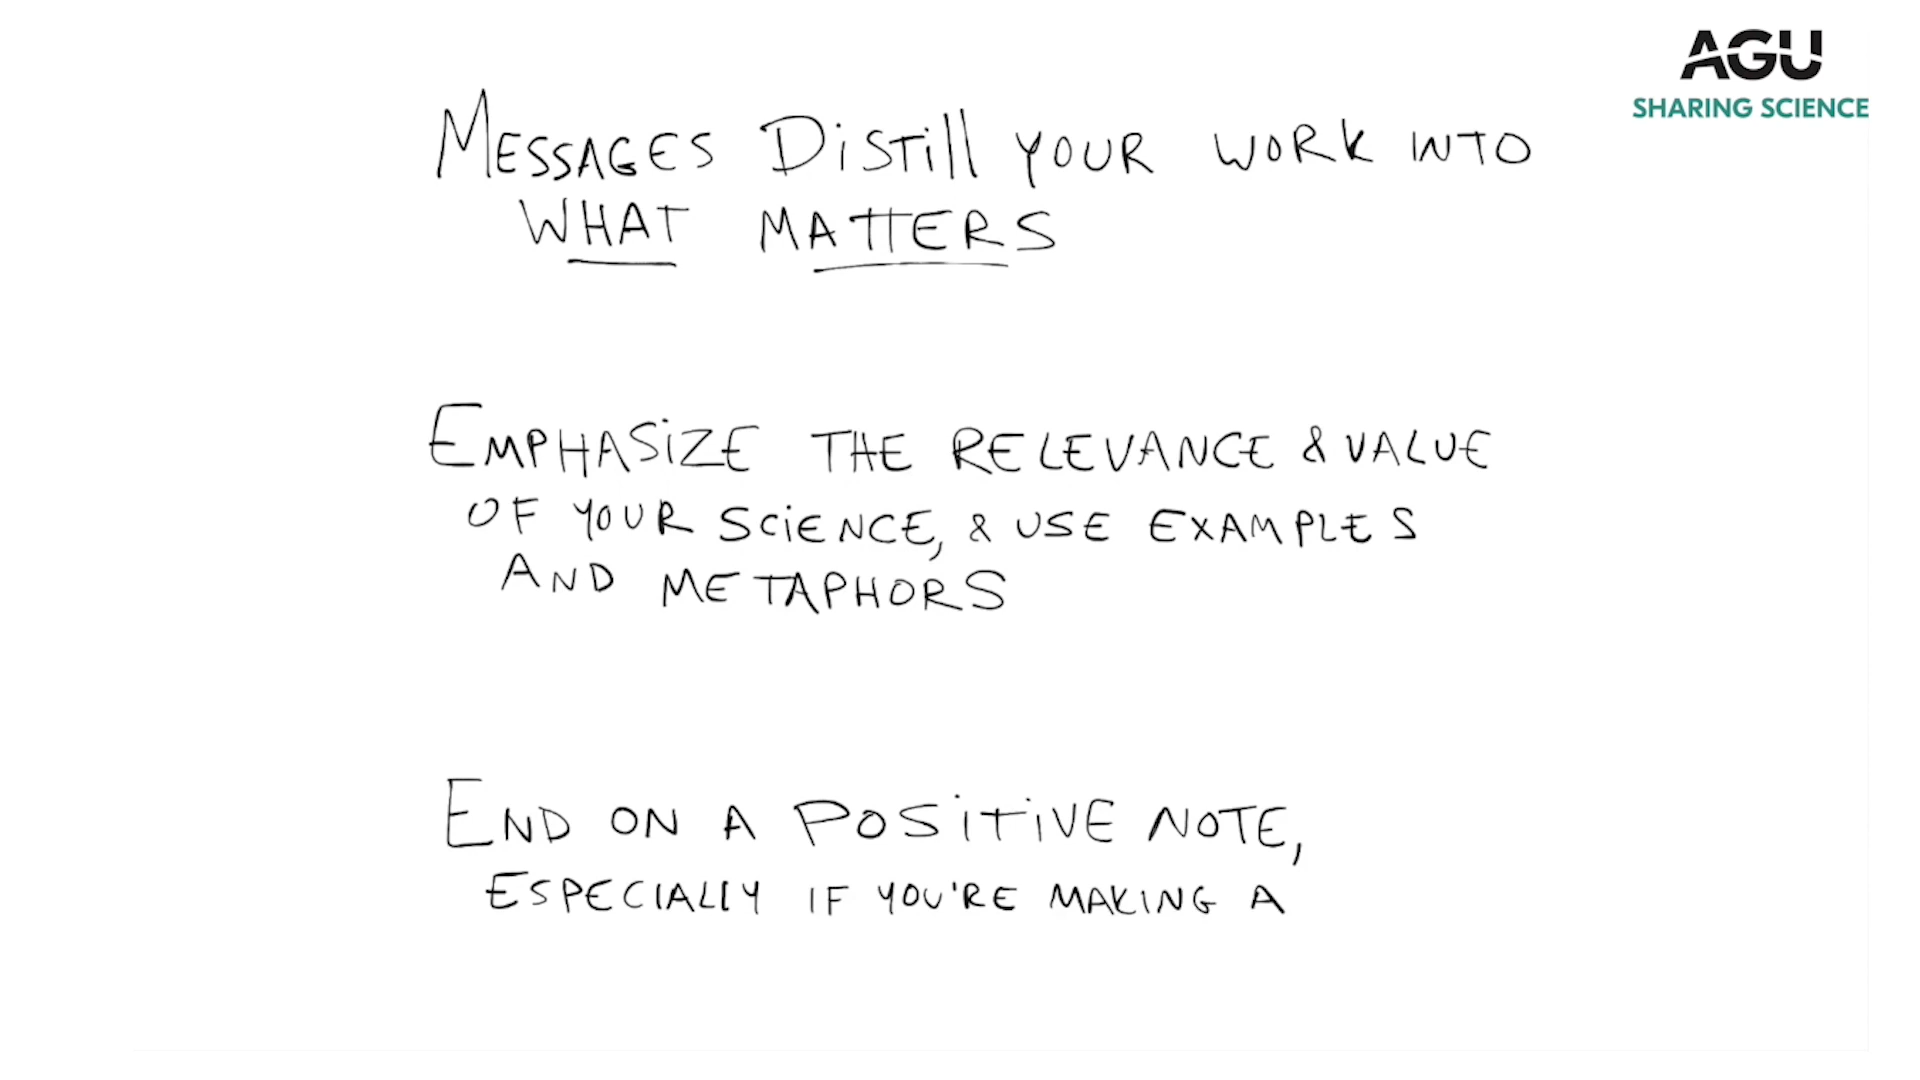 AGU
SHARING SCIENCE
MESSAGES DISTILL YOUR WORK INTO
WHAT MATTERS
EMPHASIZE THE RELEVANCE & VALUE
OF YOUR SCIENCE, & USE EXAMPLES
AND METAPHORS
END ON A POSITIVE NOTE,
ESPECIALLY IF YOU'RE MAKING A